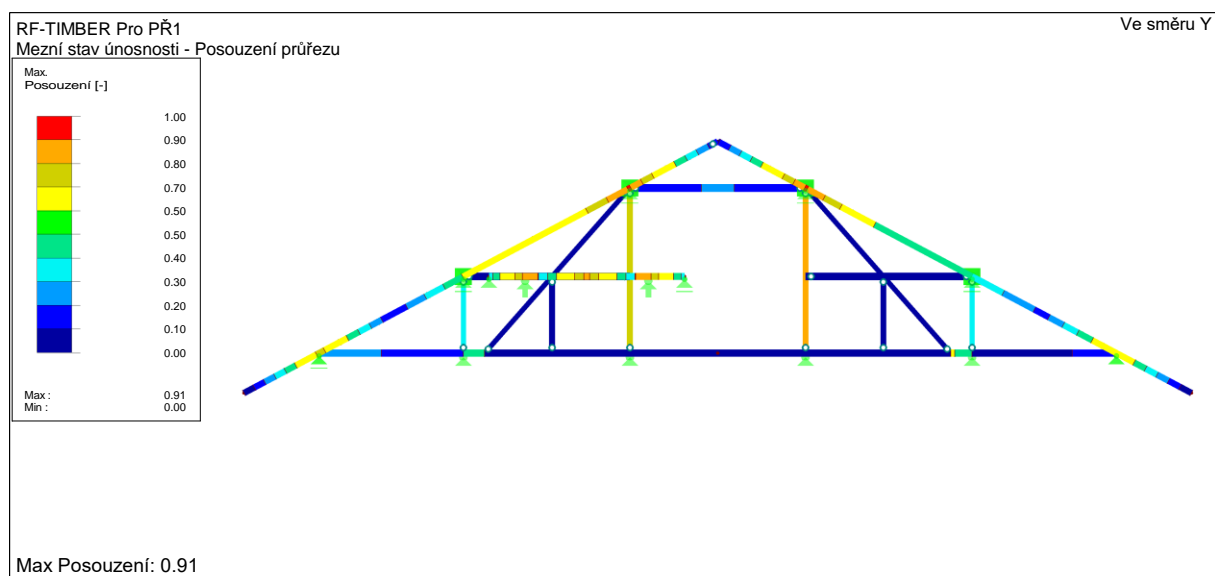 RF-TIMBER Pro PŘ1
Ve směru Y
Mezní stav únosnosti - Posouzení průřezu
Max.
Posouzení [-]
1.00
0.90
0.80
0.70
0.50
0.50
0.40
0.30
0.20
0.10
0.00
Max : 0.91
Min : 0.00
Max Posouzení: 0.91